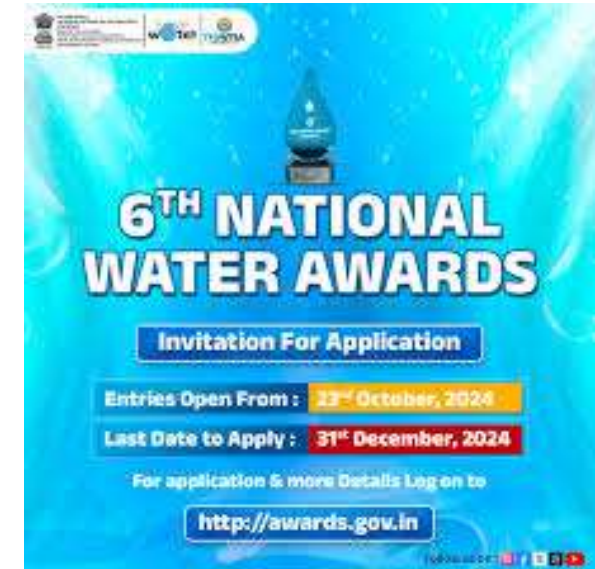 6TH NATIONAL
WATER AWARDS
Invitation For Application
Entries Open From : 23rd October, 2024
Last Date to Apply : 31st December, 2024
For application & more Details Log on to
http://awards.gov.in